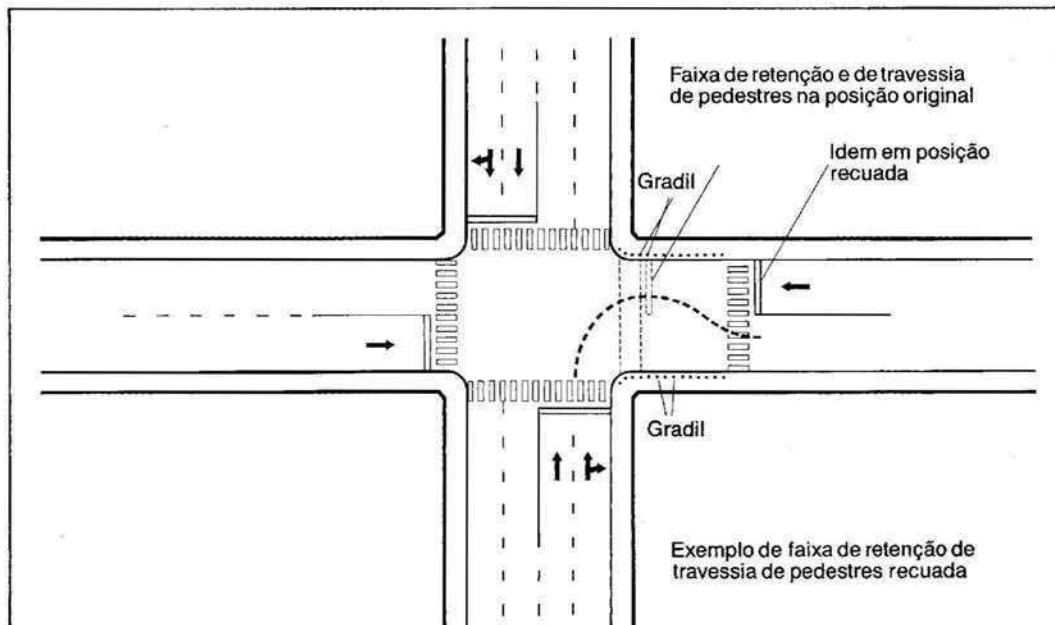 Faixa de retenção e de travessia
de pedestres na posição original
Idem em posição
recuada
Gradil
Gradil
Exemplo de faixa de retenção de
travessia de pedestres recuada